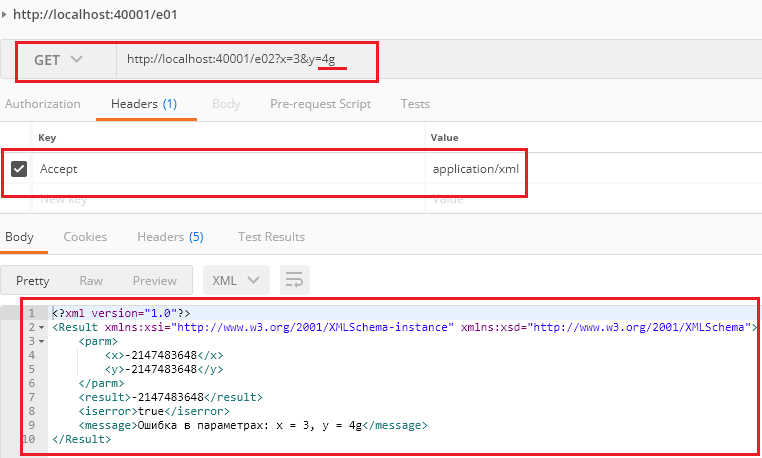 http://localhost:40001/e01
GET http://localhost:40001/e02?x=3&y=4g
Authorization Headers (1) Body Pre-request Script Tests
Key Value
Accept application/xml
New key Value
Body Cookies Headers (5) Test Results
Pretty Raw Preview XML
1 <?xml version="1.0"?>
2 <Result xmlns:xsi="http://www.w3.org/2001/XMLSchema-instance" xmlns:xsd="http://www.w3.org/2001/XMLSchema">
3 <parm>
4 <x>-2147483648</x>
5 <y>-2147483648</y>
6 </parm>
7 <result>-2147483648</result>
8 <iserror>true</iserror>
9 <message>Ошибка в параметрах: x = 3, y = 4g</message>
10 </Result>